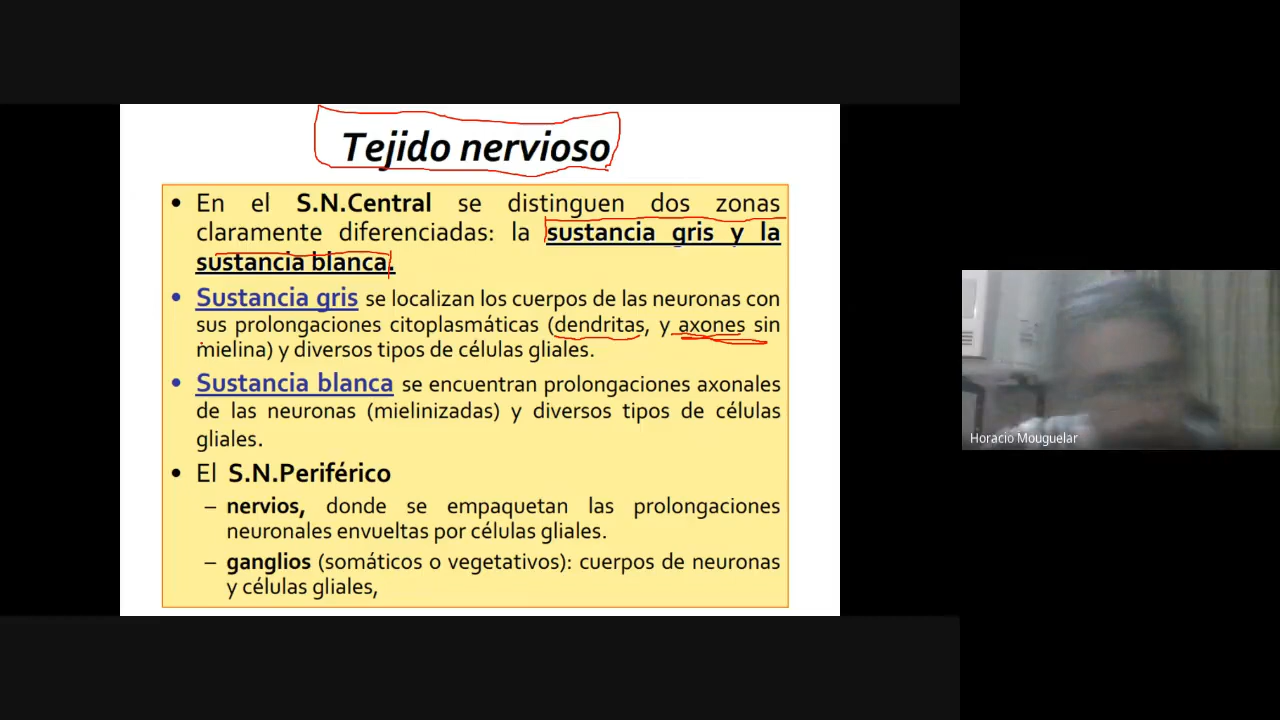 Tejido nervioso
• En el S.N.Central se distinguen dos zonas
claramente diferenciadas: la sustancia gris y la
sustancia blanca.
• Sustancia gris se localizan los cuerpos de las neuronas con
sus prolongaciones citoplasmáticas (dendritas, y axones sin
mielina) y diversos tipos de células gliales.
• Sustancia blanca se encuentran prolongaciones axonales
de las neuronas (mielinizadas) y diversos tipos de células
gliales.
• El S.N.Periférico
– nervios, donde se empaquetan las prolongaciones
neuronales envueltas por células gliales.
– ganglios (somáticos o vegetativos): cuerpos de neuronas
y células gliales,
Horacio Mouguelar